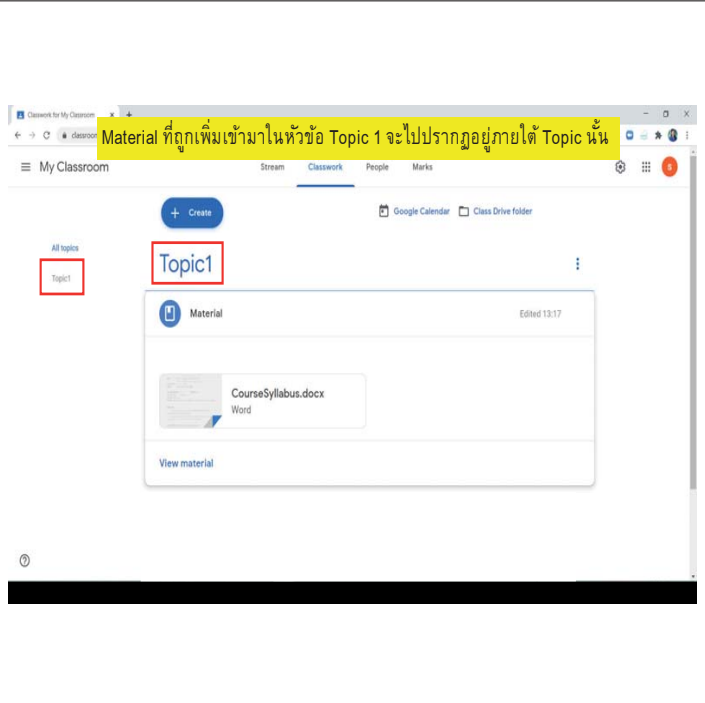 Classwork for My Classroom
classroom
Material ที่ถูกเพิ่มเข้ามาในหัวข้อ Topic 1 จะไปปรากฏอยู่ภายใต้ Topic นั้น
My Classroom
Stream Classwork People Marks
S
+ Create
Google Calendar
Class Drive folder
All topics
Topic1
Topic1
Material
Edited 13:17
CourseSyllabus.docx
Word
View material